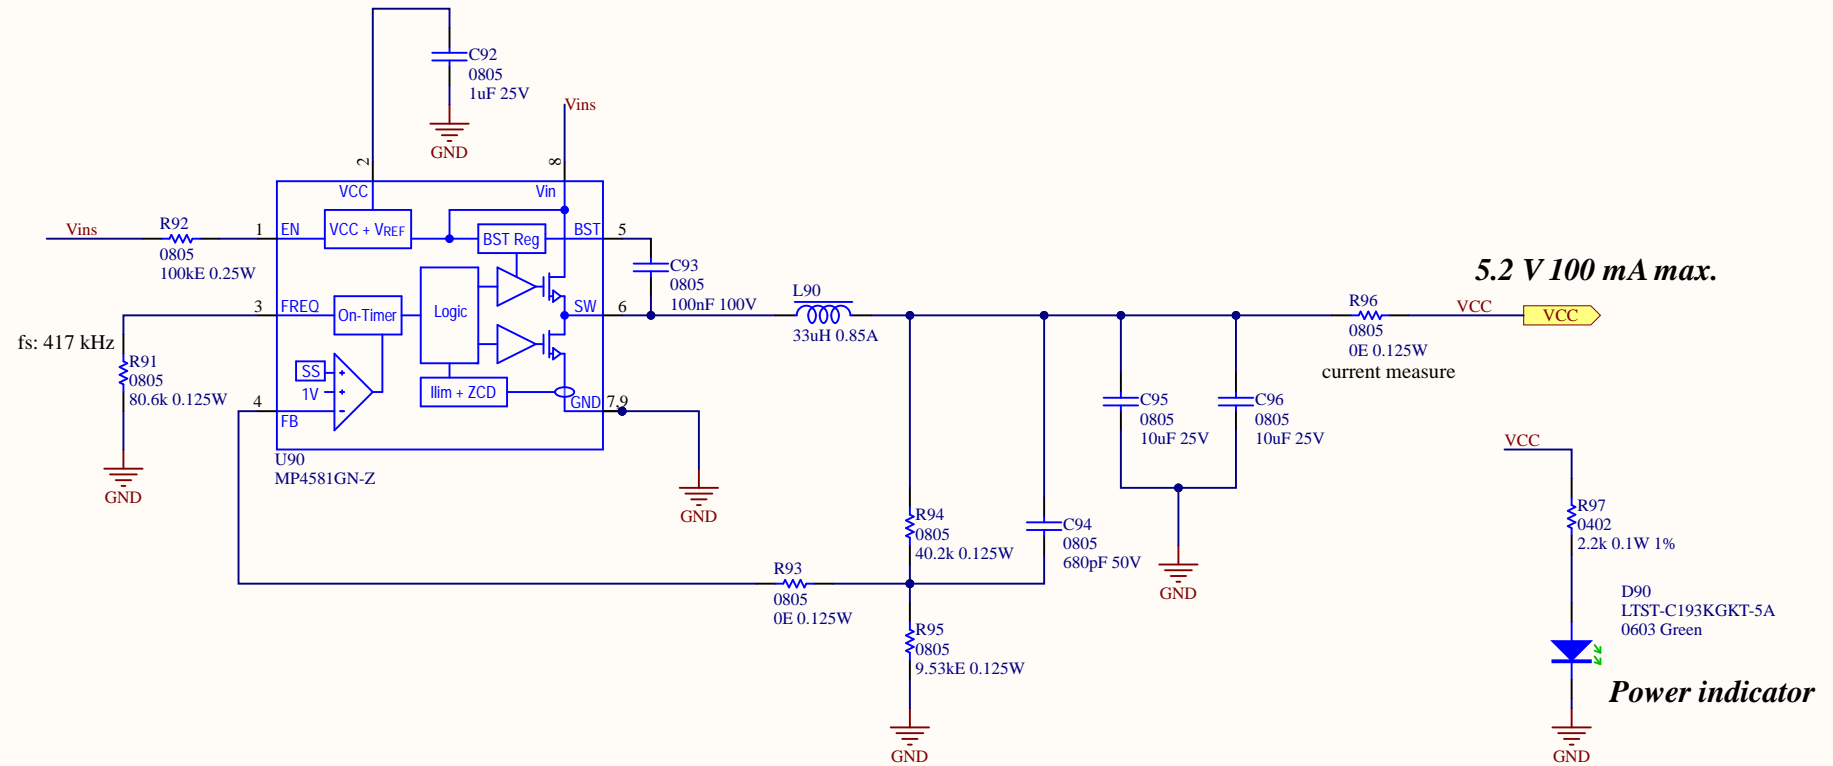 C92
0805
1uF 25V
GND
Vins
2
8
VCC
Vin
Vins
R92
0805
100kE 0.25W
1
EN
VCC + VREF
BST Reg
BST
5
C93
0805
100nF 100V
3
FREQ
On-Timer
Logic
SW
6
L90
33uH 0.85A
fs: 417 kHz
R91
0805
80.6k 0.125W
GND
SS
1V
4
FB
Ilim + ZCD
GND
7,9
U90
MP4581GN-Z
GND
5.2 V 100 mA max.
R96
0805
0E 0.125W
current measure
VCC
VCC
C95
0805
10uF 25V
C96
0805
10uF 25V
GND
R94
0805
40.2k 0.125W
C94
0805
680pF 50V
R93
0805
0E 0.125W
R95
0805
9.53kE 0.125W
GND
VCC
R97
0402
2.2k 0.1W 1%
D90
LTST-C193KGKT-5A
0603 Green
Power indicator
GND